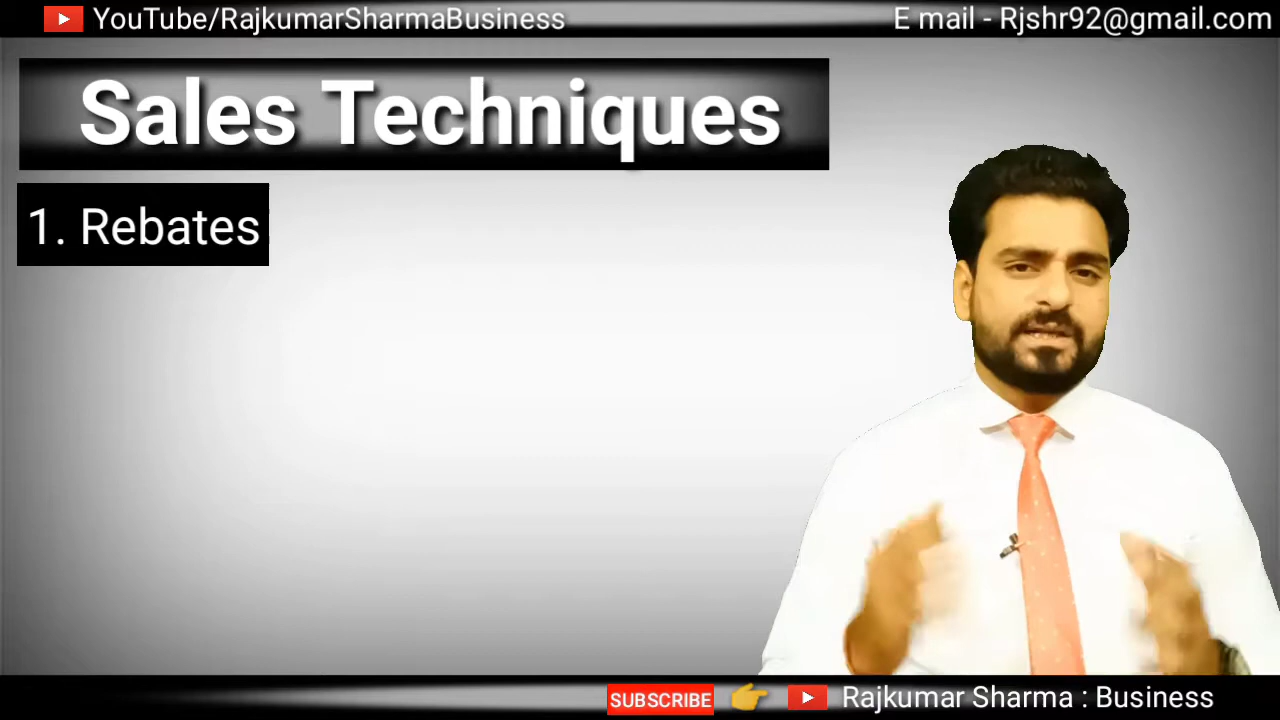 YouTube/RajkumarSharmaBusiness
E mail - Rjshr92@gmail.com
Sales Techniques
1. Rebates
SUBSCRIBE
Rajkumar Sharma : Business